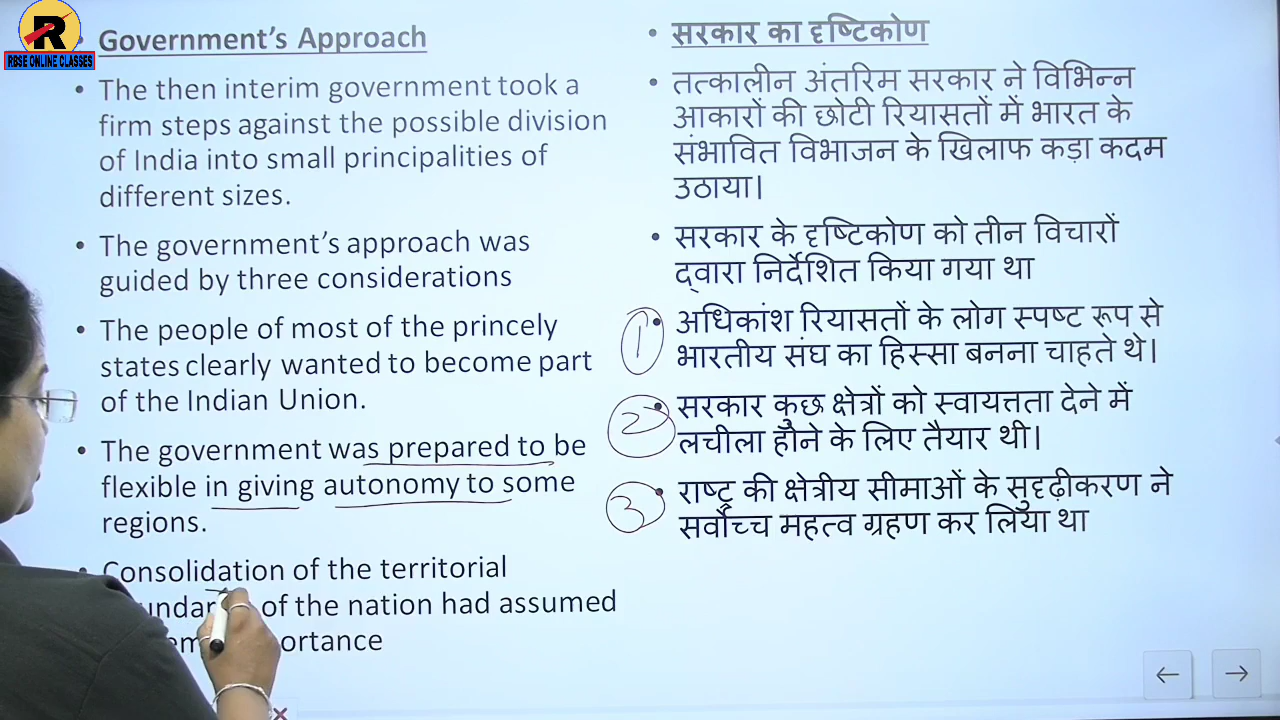 R
RBSE ONLINE CLASSES
Government's Approach
The then interim government took a
firm steps against the possible division
of India into small principalities of
different sizes.
The government's approach was
guided by three considerations
The people of most of the princely
states clearly wanted to become part
of the Indian Union.
The government was prepared to be
flexible in giving autonomy to some
regions.
Consolidation of the territorial
of the nation had assumed
सरकार का दृष्टिकोण
तत्कालीन अंतरिम सरकार ने विभिन्न
आकारों की छोटी रियासतों में भारत के
संभावित विभाजन के खिलाफ कड़ा कदम
उठाया।
सरकार के दृष्टिकोण को तीन विचारों
द्वारा निर्देशित किया गया था
1 अधिकांश रियासतों के लोग स्पष्ट रूप से
भारतीय संघ का हिस्सा बनना चाहते थे।
2 सरकार कुछ क्षेत्रों को स्वायत्तता देने में
लचीला होने के लिए तैयार थी।
3 राष्ट्र की क्षेत्रीय सीमाओं के सुदृढ़ीकरण ने
सर्वोच्च महत्व ग्रहण कर लिया था